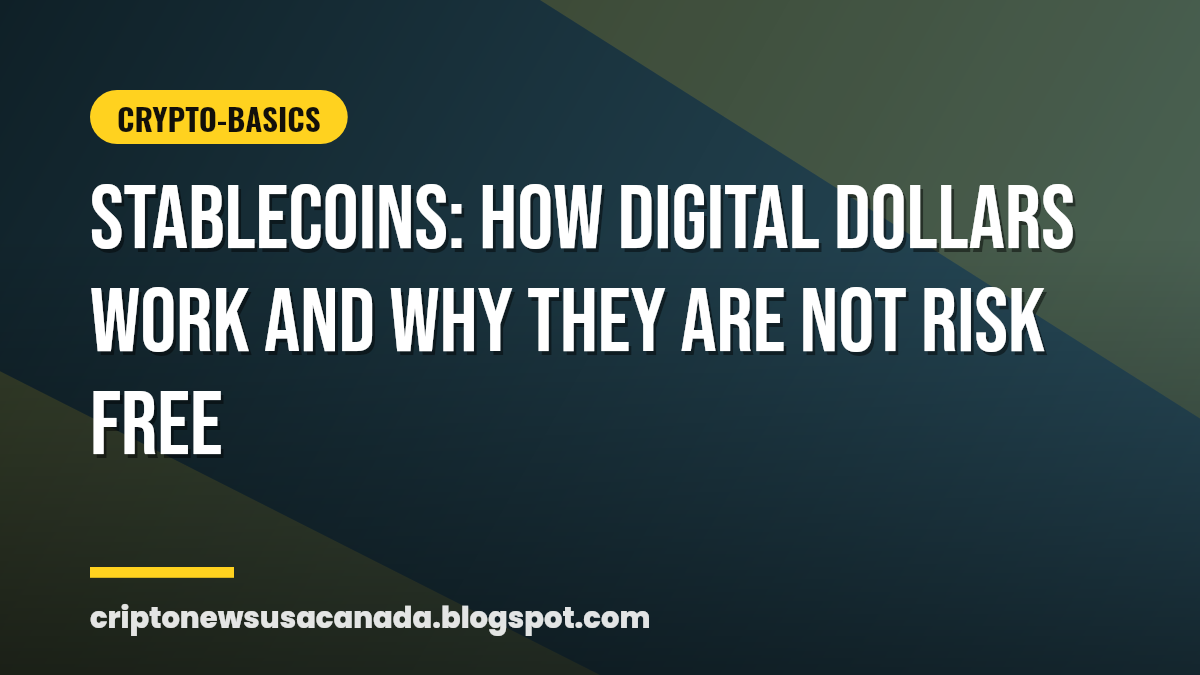 CRYPTO-BASICS
STABLECOINS: HOW DIGITAL DOLLARS
WORK AND WHY THEY ARE NOT RISK
FREE
criptonewsusacanada.blogspot.com